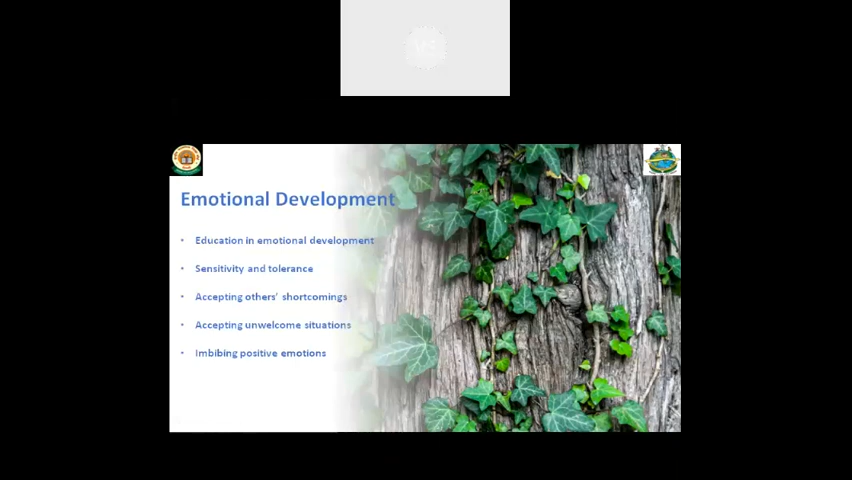 Emotional Development
• Education in emotional development
• Sensitivity and tolerance
• Accepting others' shortcomings
• Accepting unwelcome situations
• Imbibing positive emotions